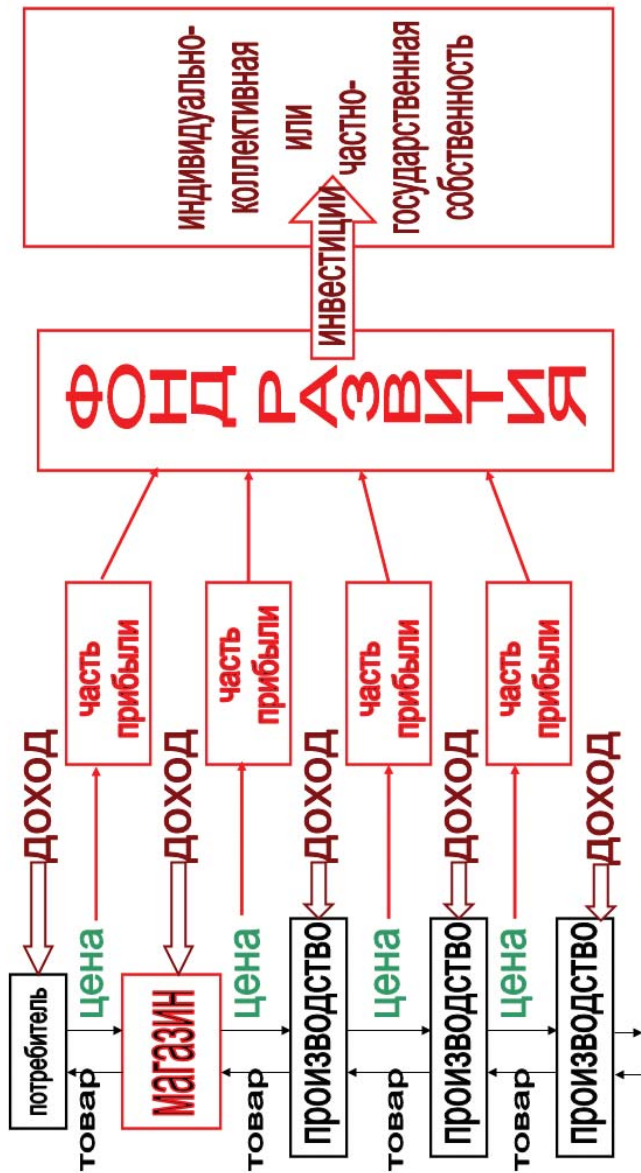 потребитель
товар
цена
магазин
товар
цена
производство
товар
цена
производство
товар
цена
производство
доход
доход
доход
доход
доход
часть
прибыли
часть
прибыли
часть
прибыли
часть
прибыли
ФОНД РАЗВИТИЯ
инвестиции
индивидуально-
коллективная
или
частно-
государственная
собственность